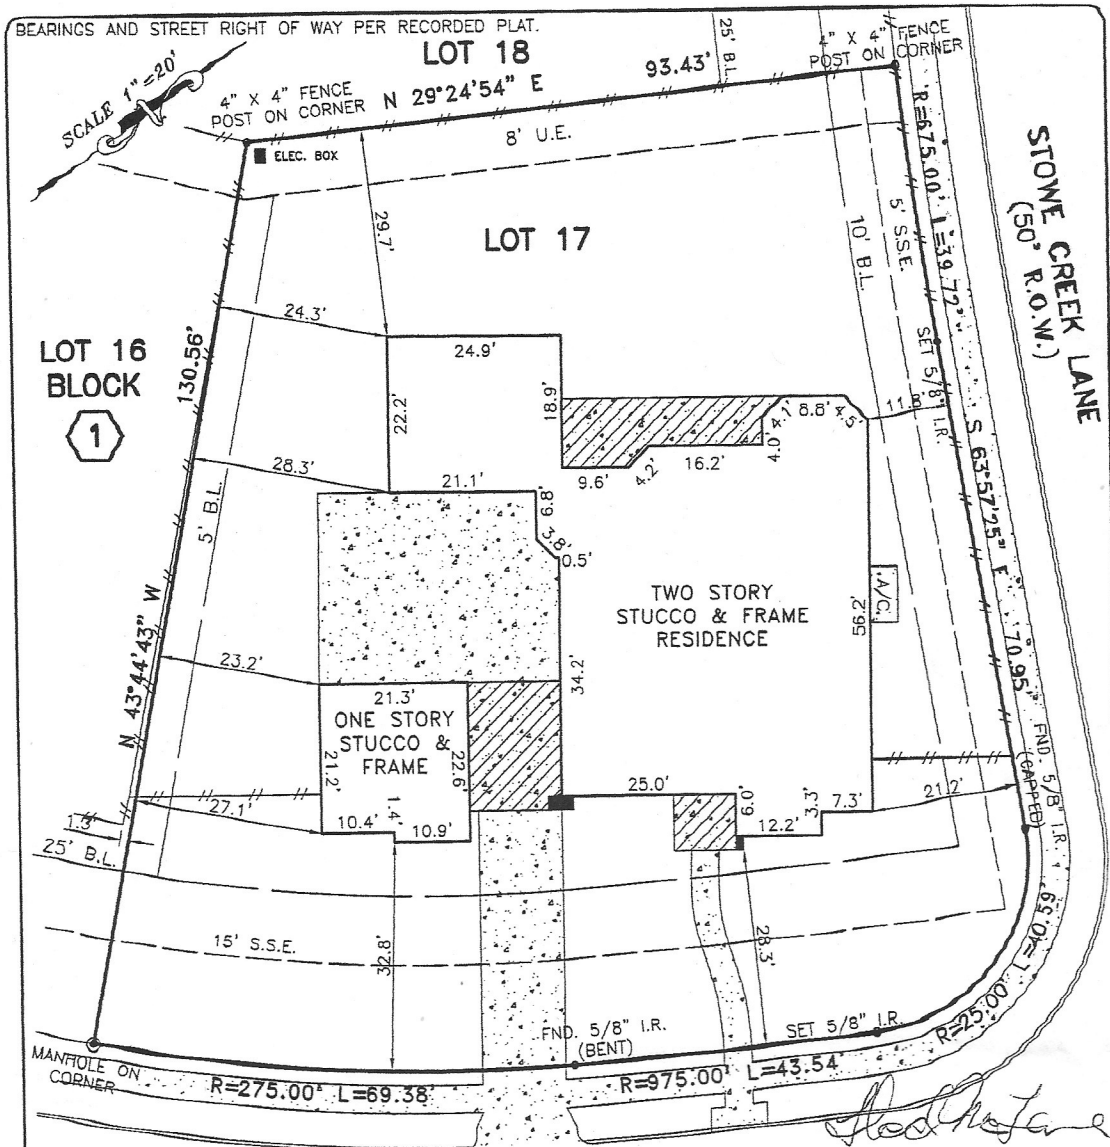 BEARINGS AND STREET RIGHT OF WAY PER RECORDED PLAT.
LOT 18
SCALE 1"=20'
4" X 4" FENCE
POST ON CORNER
N 29°24'54" E
93.43'
25' B.L.
4" X 4" FENCE
POST ON CORNER
ELEC. BOX
8' U.E.
R=675.00' L=39.77'
STOWE CREEK LANE
(50' R.O.W.)
29.7'
LOT 17
10' B.L.
5' S.S.E.
SET 5/8" I.R.
24.3'
24.9'
LOT 16
BLOCK
1
130.56'
22.2'
18.9'
4.1'
8.8'
4.5'
11.8'
4.0'
16.2'
4.2'
9.6'
28.3'
21.1'
6.8'
3.8'
0.5'
5' B.L.
S 63°57'25" E
70.95'
TWO STORY
STUCCO & FRAME
RESIDENCE
A/C.
56.2'
N 43°44'43" W
23.2'
34.2'
21.3'
ONE STORY
STUCCO &
FRAME
21.2'
22.6'
FND. 5/8" I.R.
(CAPPED)
25.0'
6.0'
3.3'
7.3'
21.2'
12.2'
27.1'
1.4'
10.4'
10.9'
1.3'
25' B.L.
15' S.S.E.
32.8'
28.3'
R=25.00' L=40.59'
FND. 5/8" I.R.
(BENT)
SET 5/8" I.R.
MANHOLE ON
CORNER
R=275.00' L=69.38'
R=975.00' L=43.54'